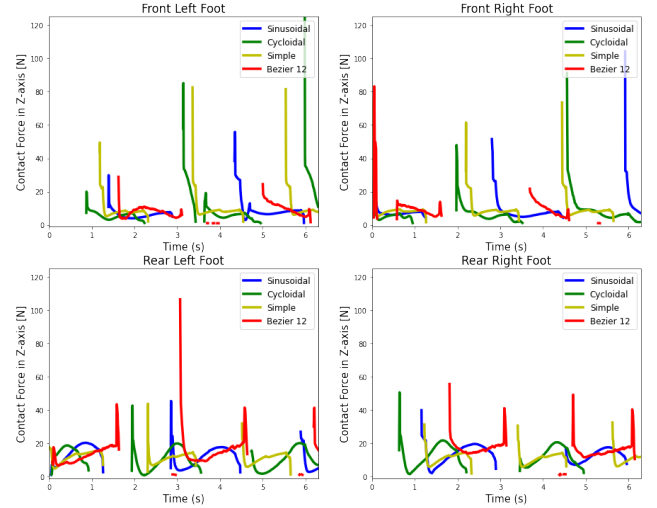 Front Left Foot
Contact Force in Z-axis [N]
120
100
80
60
40
20
0
0 1 2 3 4 5 6
Time (s)
Sinusoidal
Cycloidal
Simple
Bezier 12
Front Right Foot
Contact Force in Z-axis [N]
120
100
80
60
40
20
0
0 1 2 3 4 5 6
Time (s)
Sinusoidal
Cycloidal
Simple
Bezier 12
Rear Left Foot
Contact Force in Z-axis [N]
120
100
80
60
40
20
0
0 1 2 3 4 5 6
Time (s)
Sinusoidal
Cycloidal
Simple
Bezier 12
Rear Right Foot
Contact Force in Z-axis [N]
120
100
80
60
40
20
0
0 1 2 3 4 5 6
Time (s)
Sinusoidal
Cycloidal
Simple
Bezier 12